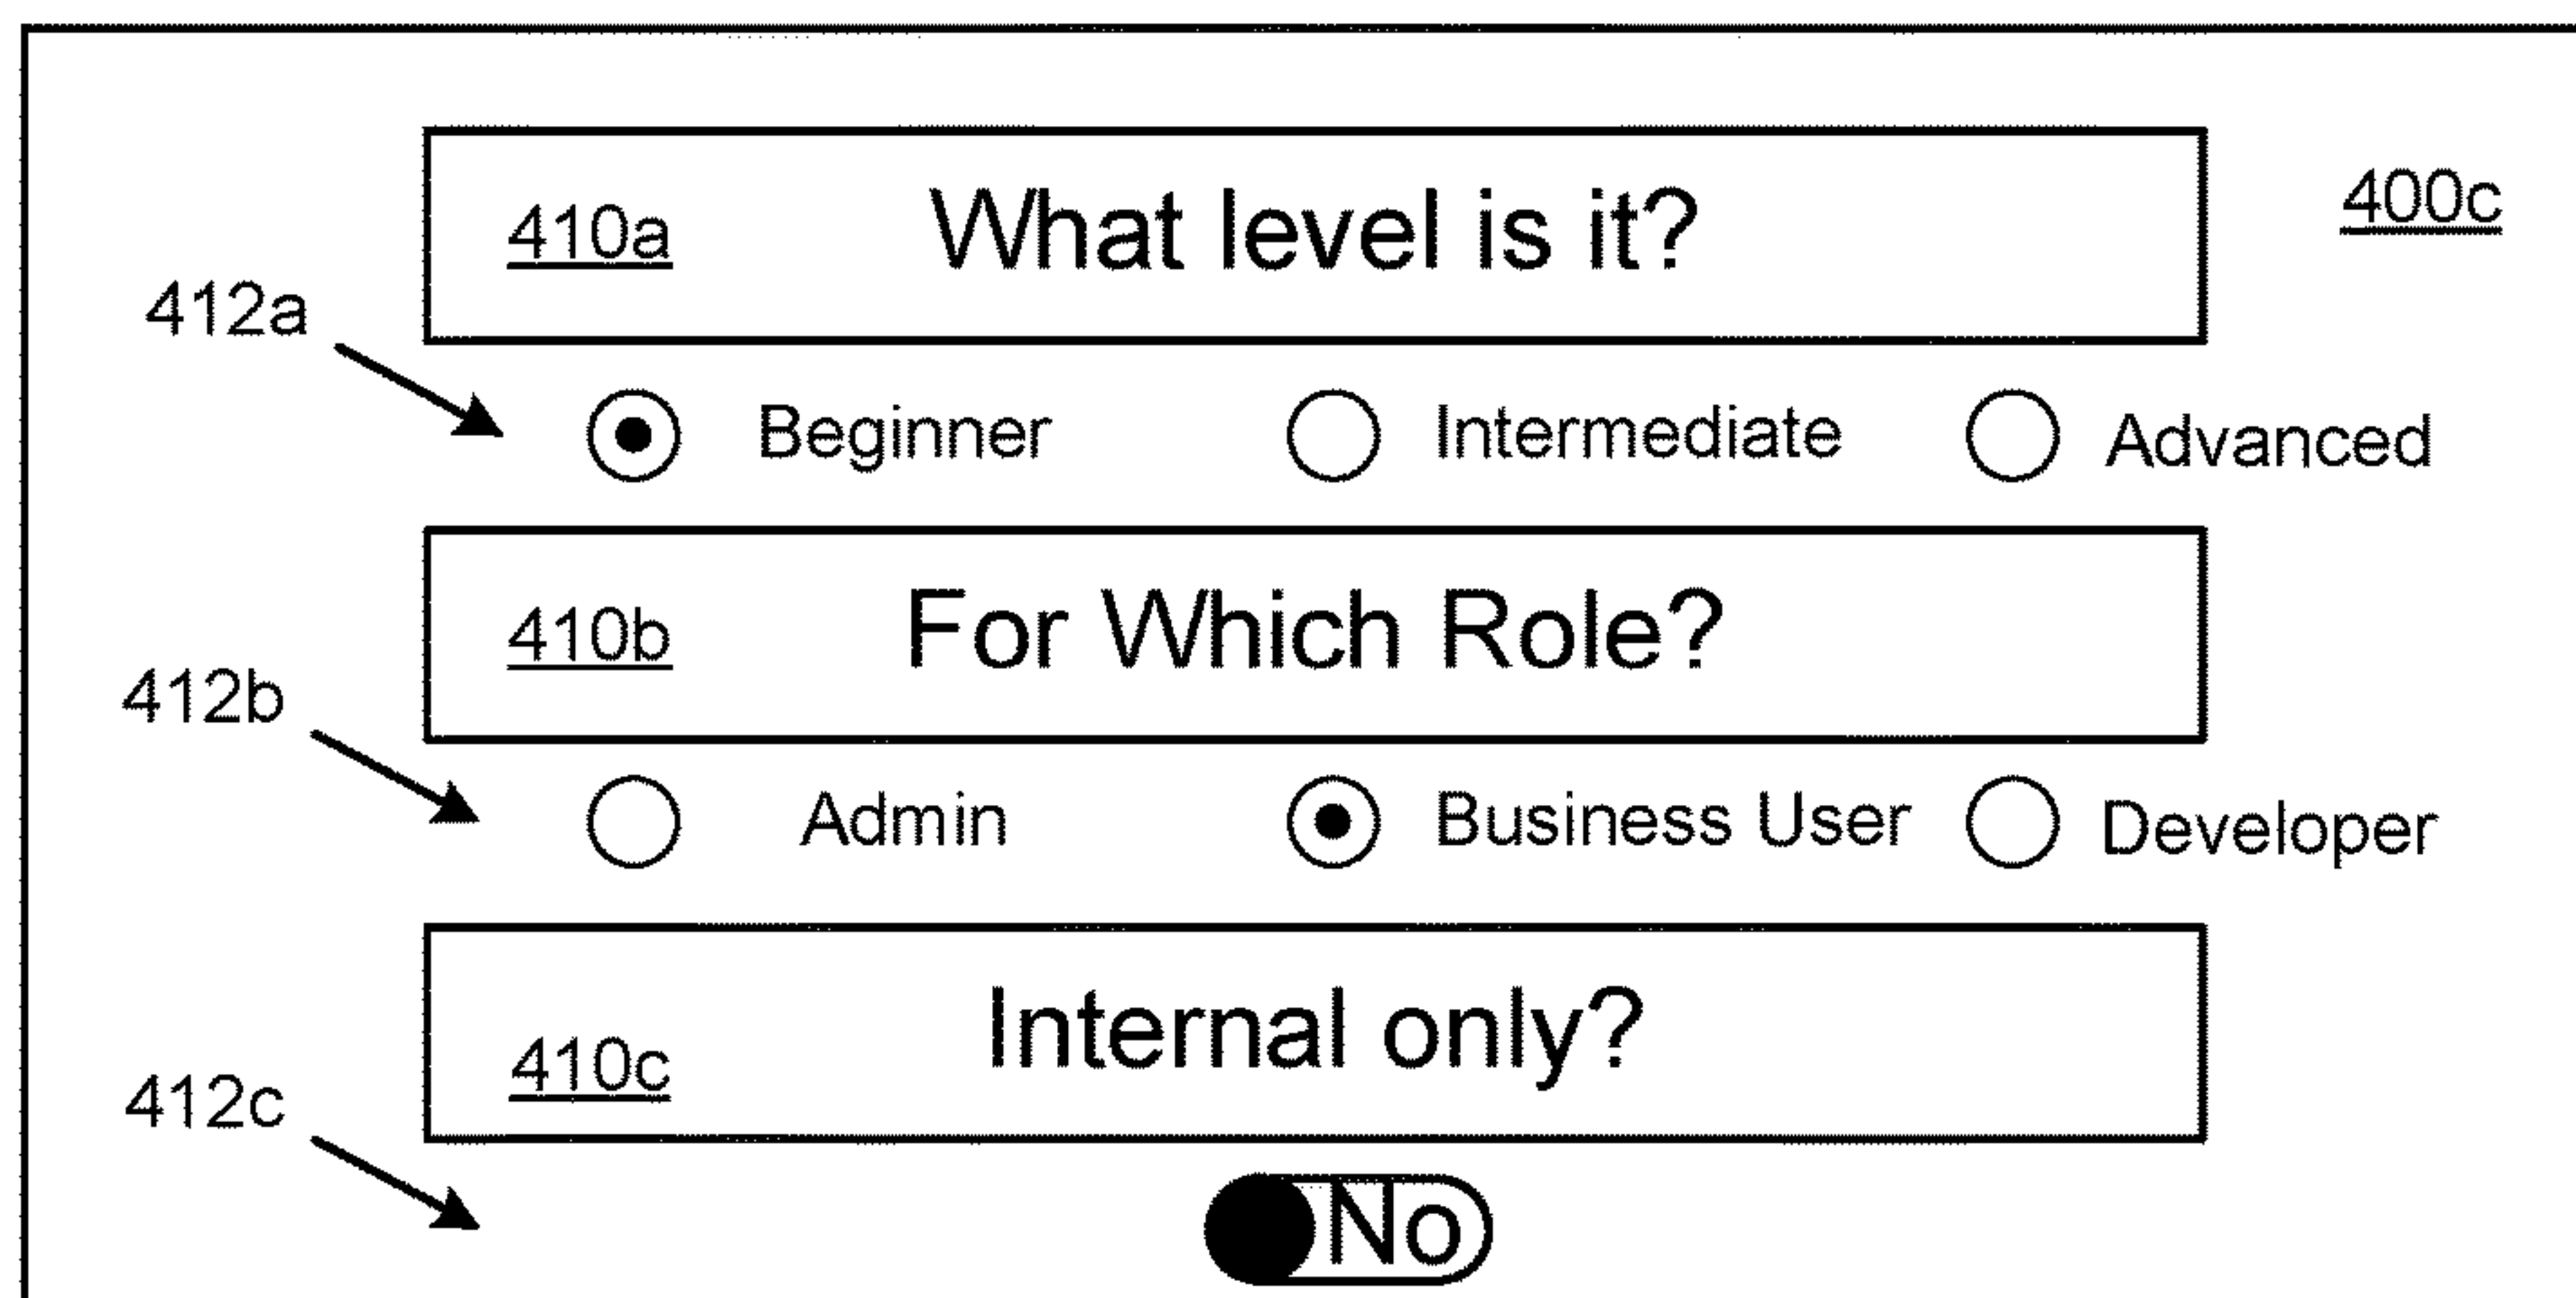 410a What level is it? 400c
412a
Beginner Intermediate Advanced
410b For Which Role?
412b
Admin Business User Developer
410c Internal only?
412c
No